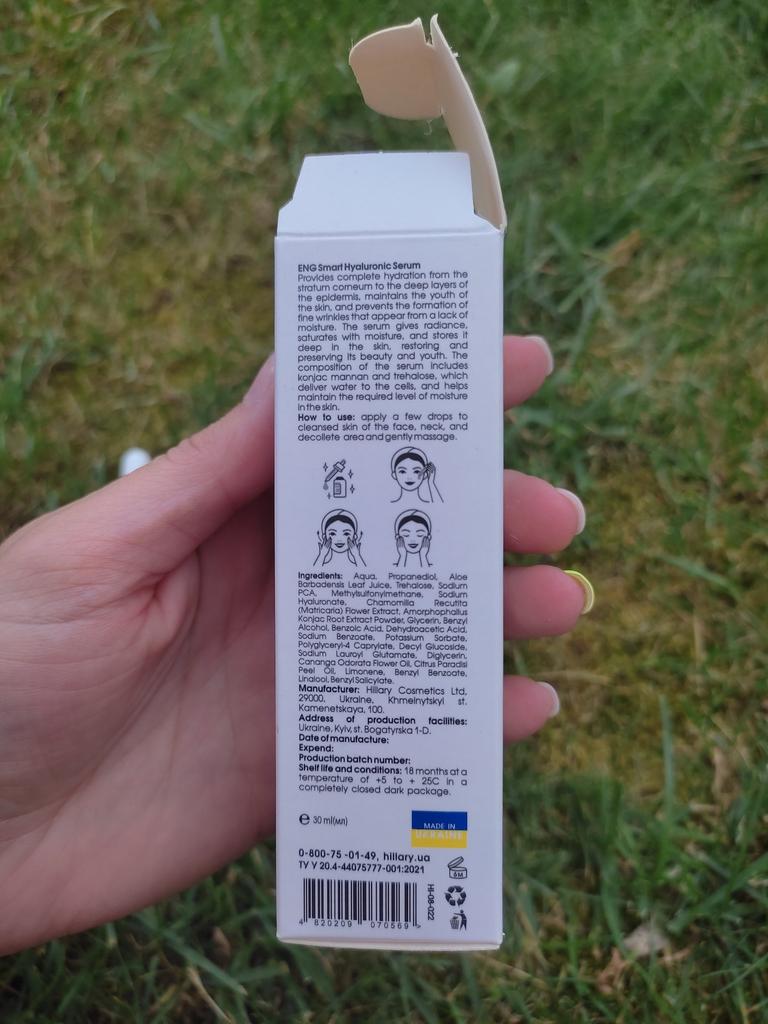 ENG Smart Hyaluronic Serum
Provides complete hydration from the
stratum corneum to the deep layers of
the epidermis, maintains the youth of
the skin, and prevents the formation of
fine wrinkles that appear from a lack of
moisture. The serum gives radiance,
saturates with moisture, and stores it
deep in the skin, restoring and
preserving its beauty and youth. The
composition of the serum includes
konjac mannan and trehalose, which
deliver water to the cells, and helps
maintain the required level of moisture
in the skin.
How to use: apply a few drops to
cleansed skin of the face, neck, and
decollete area and gently massage.
Ingredients: Aqua, Propanediol, Aloe
Barbadensis Leaf Juice, Trehalose, Sodium
PCA, Methylsulfonylmethane, Sodium
Hyaluronate, Chamomilla Recutita
(Matricaria) Flower Extract, Amorphophallus
Konjac Root Extract Powder, Glycerin, Benzyl
Alcohol, Benzoic Acid, Dehydroacetic Acid,
Sodium Benzoate, Potassium Sorbate,
Polyglyceryl-4 Caprylate, Decyl Glucoside,
Sodium Lauroyl Glutamate, Diglycerin,
Cananga Odorata Flower Oil, Citrus Paradisi
Peel Oil, Limonene, Benzyl Benzoate,
Linalool, Benzyl Salicylate.
Manufacturer: Hillary Cosmetics Ltd,
29000, Ukraine, Khmelnytskyi st.
Kamenetskaya, 100.
Address of production facilities:
Ukraine, Kyiv, st. Bogatyrska 1-D.
Date of manufacture:
Expend:
Production batch number:
Shelf life and conditions: 18 months at a
temperature of +5 to + 25C in a
completely closed dark package.
℮ 30 ml(мл)
MADE IN
UKRAINE
0-800-75 -01-49, hillary.ua
TV У 20.4-44075777-001:2021
6M
HI-08-022
4 820209 070569 >